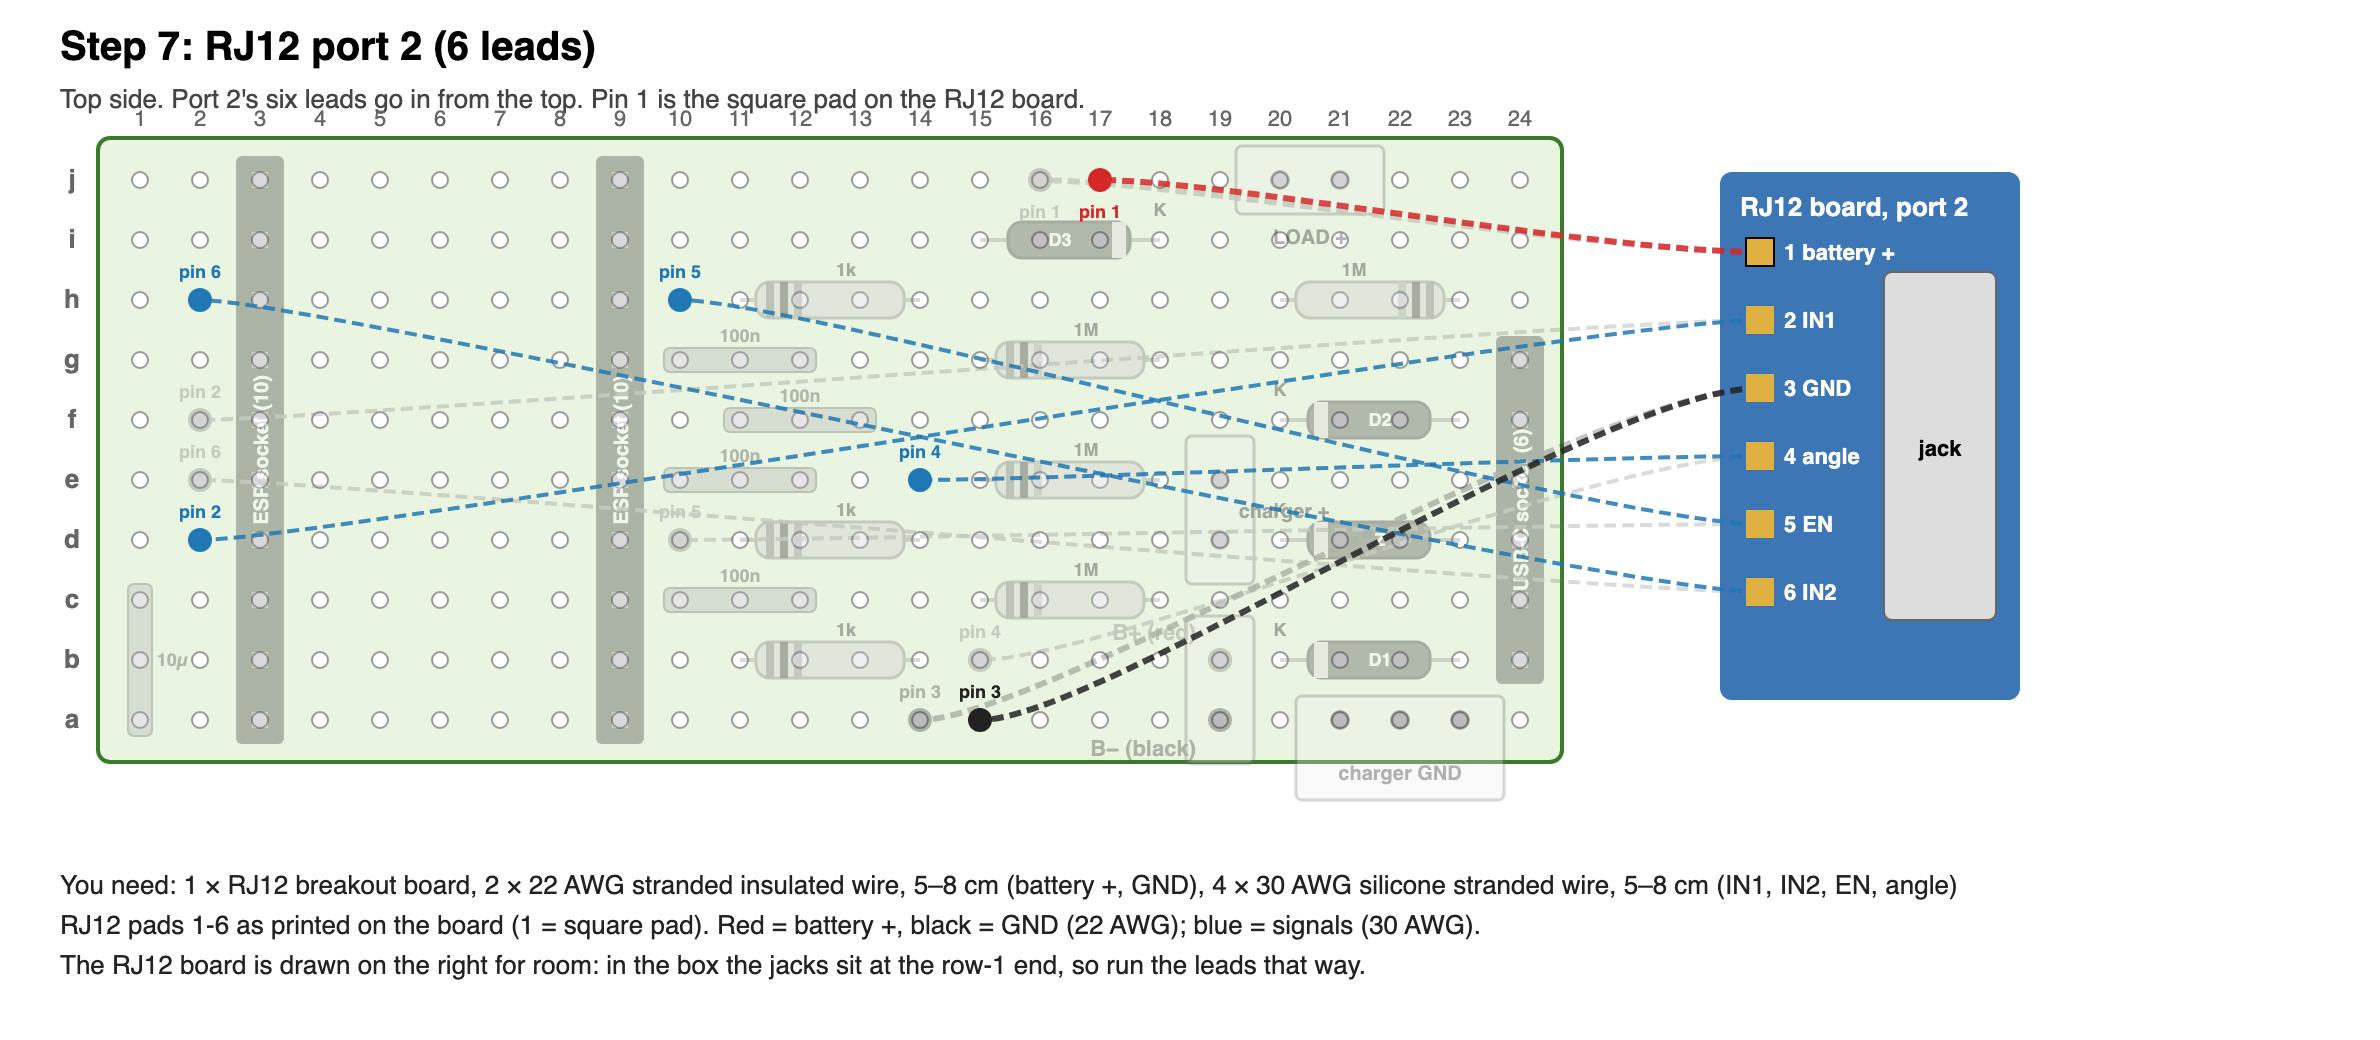 Step 7: RJ12 port 2 (6 leads)
Top side. Port 2's six leads go in from the top. Pin 1 is the square pad on the RJ12 board.
1 2 3 4 5 6 7 8 9 10 11 12 13 14 15 16 17 18 19 20 21 22 23 24
j
pin 1 pin 1 K
RJ12 board, port 2
i
D3
LOAD +
1 battery +
pin 6 pin 5 1k 1M
h
2 IN1
100n 1M
g
pin 2 100n K
3 GND
f
D2
ESP socket (10) ESP socket (10) USB-C socket (6)
pin 6 100n pin 4 1M
4 angle
jack
e
pin 2 pin 5 1k charger + K
5 EN
d
100n 1M
6 IN2
c
1k pin 4 B+ (red) K
b
10µ
D1
pin 3 pin 3
a
B– (black)
charger GND
You need: 1 × RJ12 breakout board, 2 × 22 AWG stranded insulated wire, 5–8 cm (battery +, GND), 4 × 30 AWG silicone stranded wire, 5–8 cm (IN1, IN2, EN, angle)
RJ12 pads 1-6 as printed on the board (1 = square pad). Red = battery +, black = GND (22 AWG); blue = signals (30 AWG).
The RJ12 board is drawn on the right for room: in the box the jacks sit at the row-1 end, so run the leads that way.